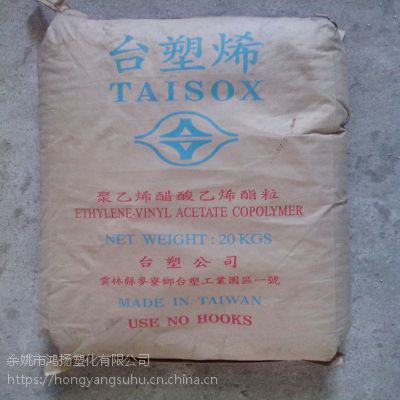 台塑烯
TAISOX
聚乙烯醋酸乙烯酯粒
ETHYLENE-VINYL ACETATE COPOLYMER
NET WEIGHT: 20 KGS
台塑公司
雲林縣麥寮鄉台塑工業園區一號
MADE IN TAIWAN
USE NO HOOKS
余姚市鸿扬塑化有限公司
https://hongyangsuhu.cn.china.cn